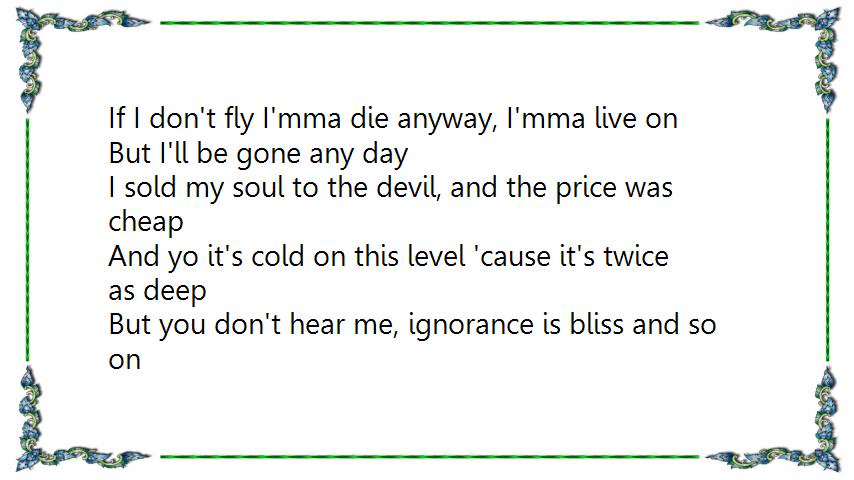 If I don't fly I'mma die anyway, I'mma live on
But I'll be gone any day
I sold my soul to the devil, and the price was
cheap
And yo it's cold on this level 'cause it's twice
as deep
But you don't hear me, ignorance is bliss and so
on